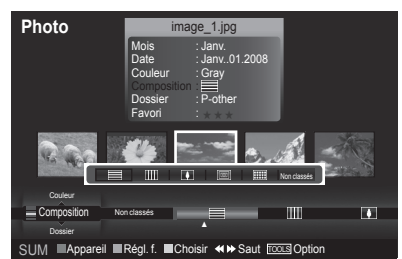 Photo
image_1.jpg
Mois : Janv.
Date : Janv..01.2008
Couleur : Gray
Composition :
Dossier : P-other
Favori : ★★★
Non classés
Couleur
Composition Non classés
Dossier
SUM Appareil Régl. f. Choisir Saut TOOLS Option